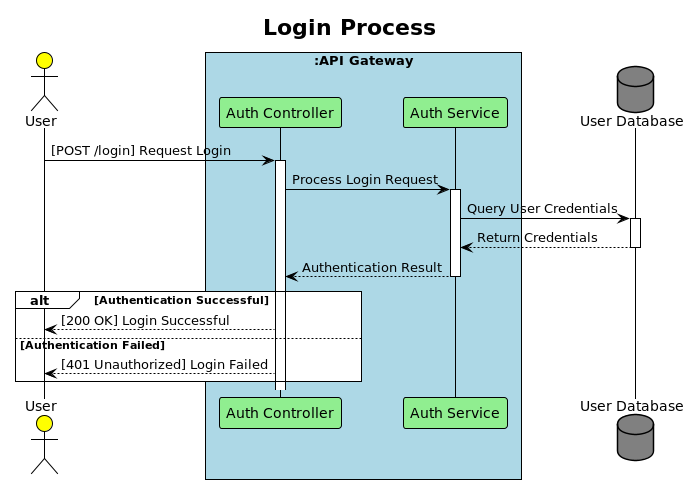 Login Process
:API Gateway
Auth Controller
Auth Service
User
User Database
[POST /login] Request Login
Process Login Request
Query User Credentials
Return Credentials
Authentication Result
alt [Authentication Successful]
[200 OK] Login Successful
[Authentication Failed]
[401 Unauthorized] Login Failed
User
Auth Controller
Auth Service
User Database